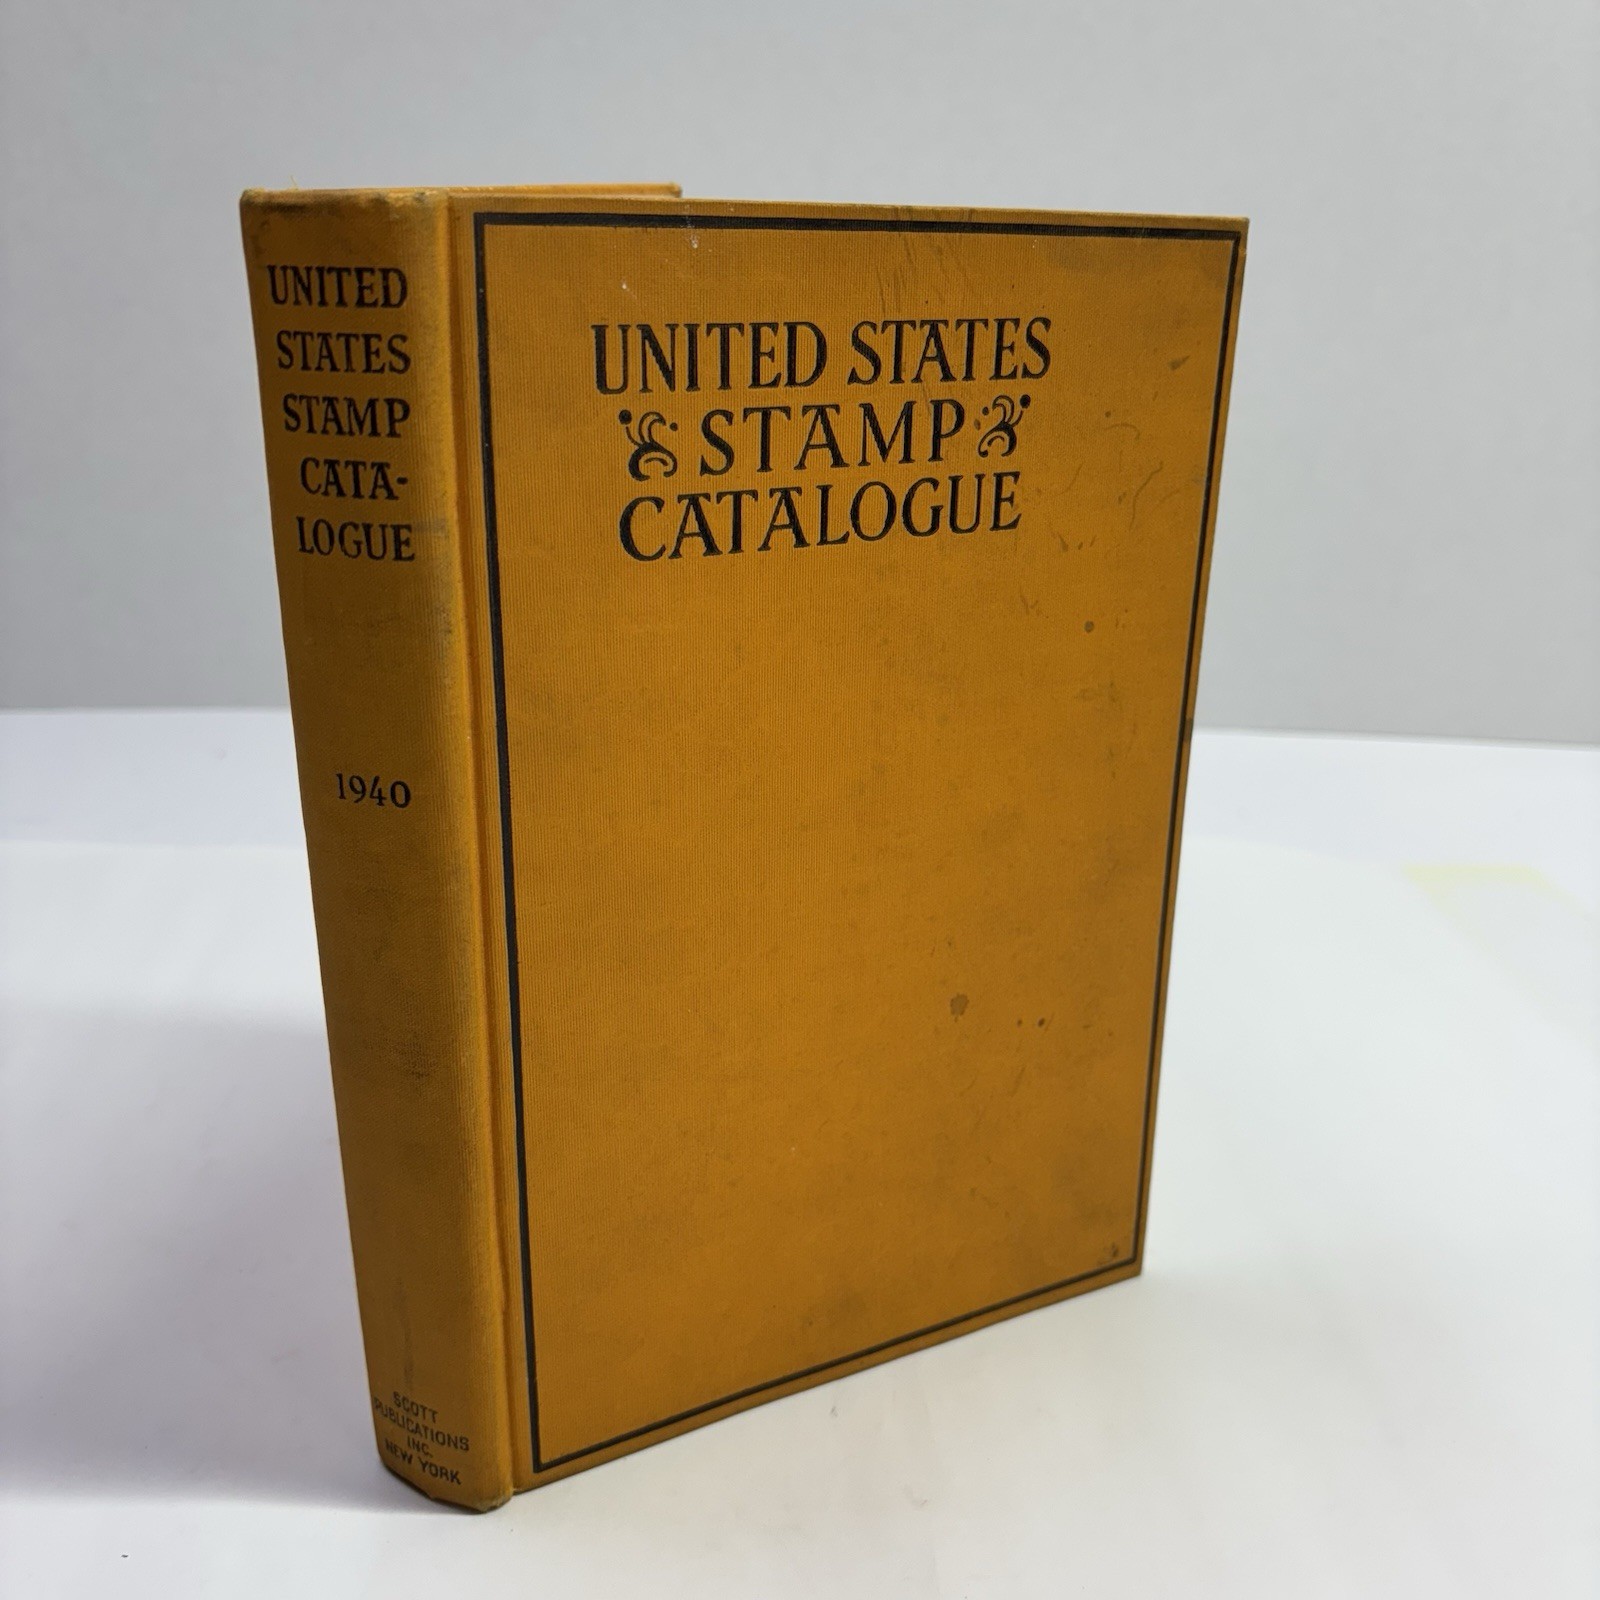 UNITED
STATES
STAMP
CATA-
LOGUE
1940
SCOTT
PUBLICATIONS
INC.
NEW YORK
UNITED STATES
STAMP
CATALOGUE